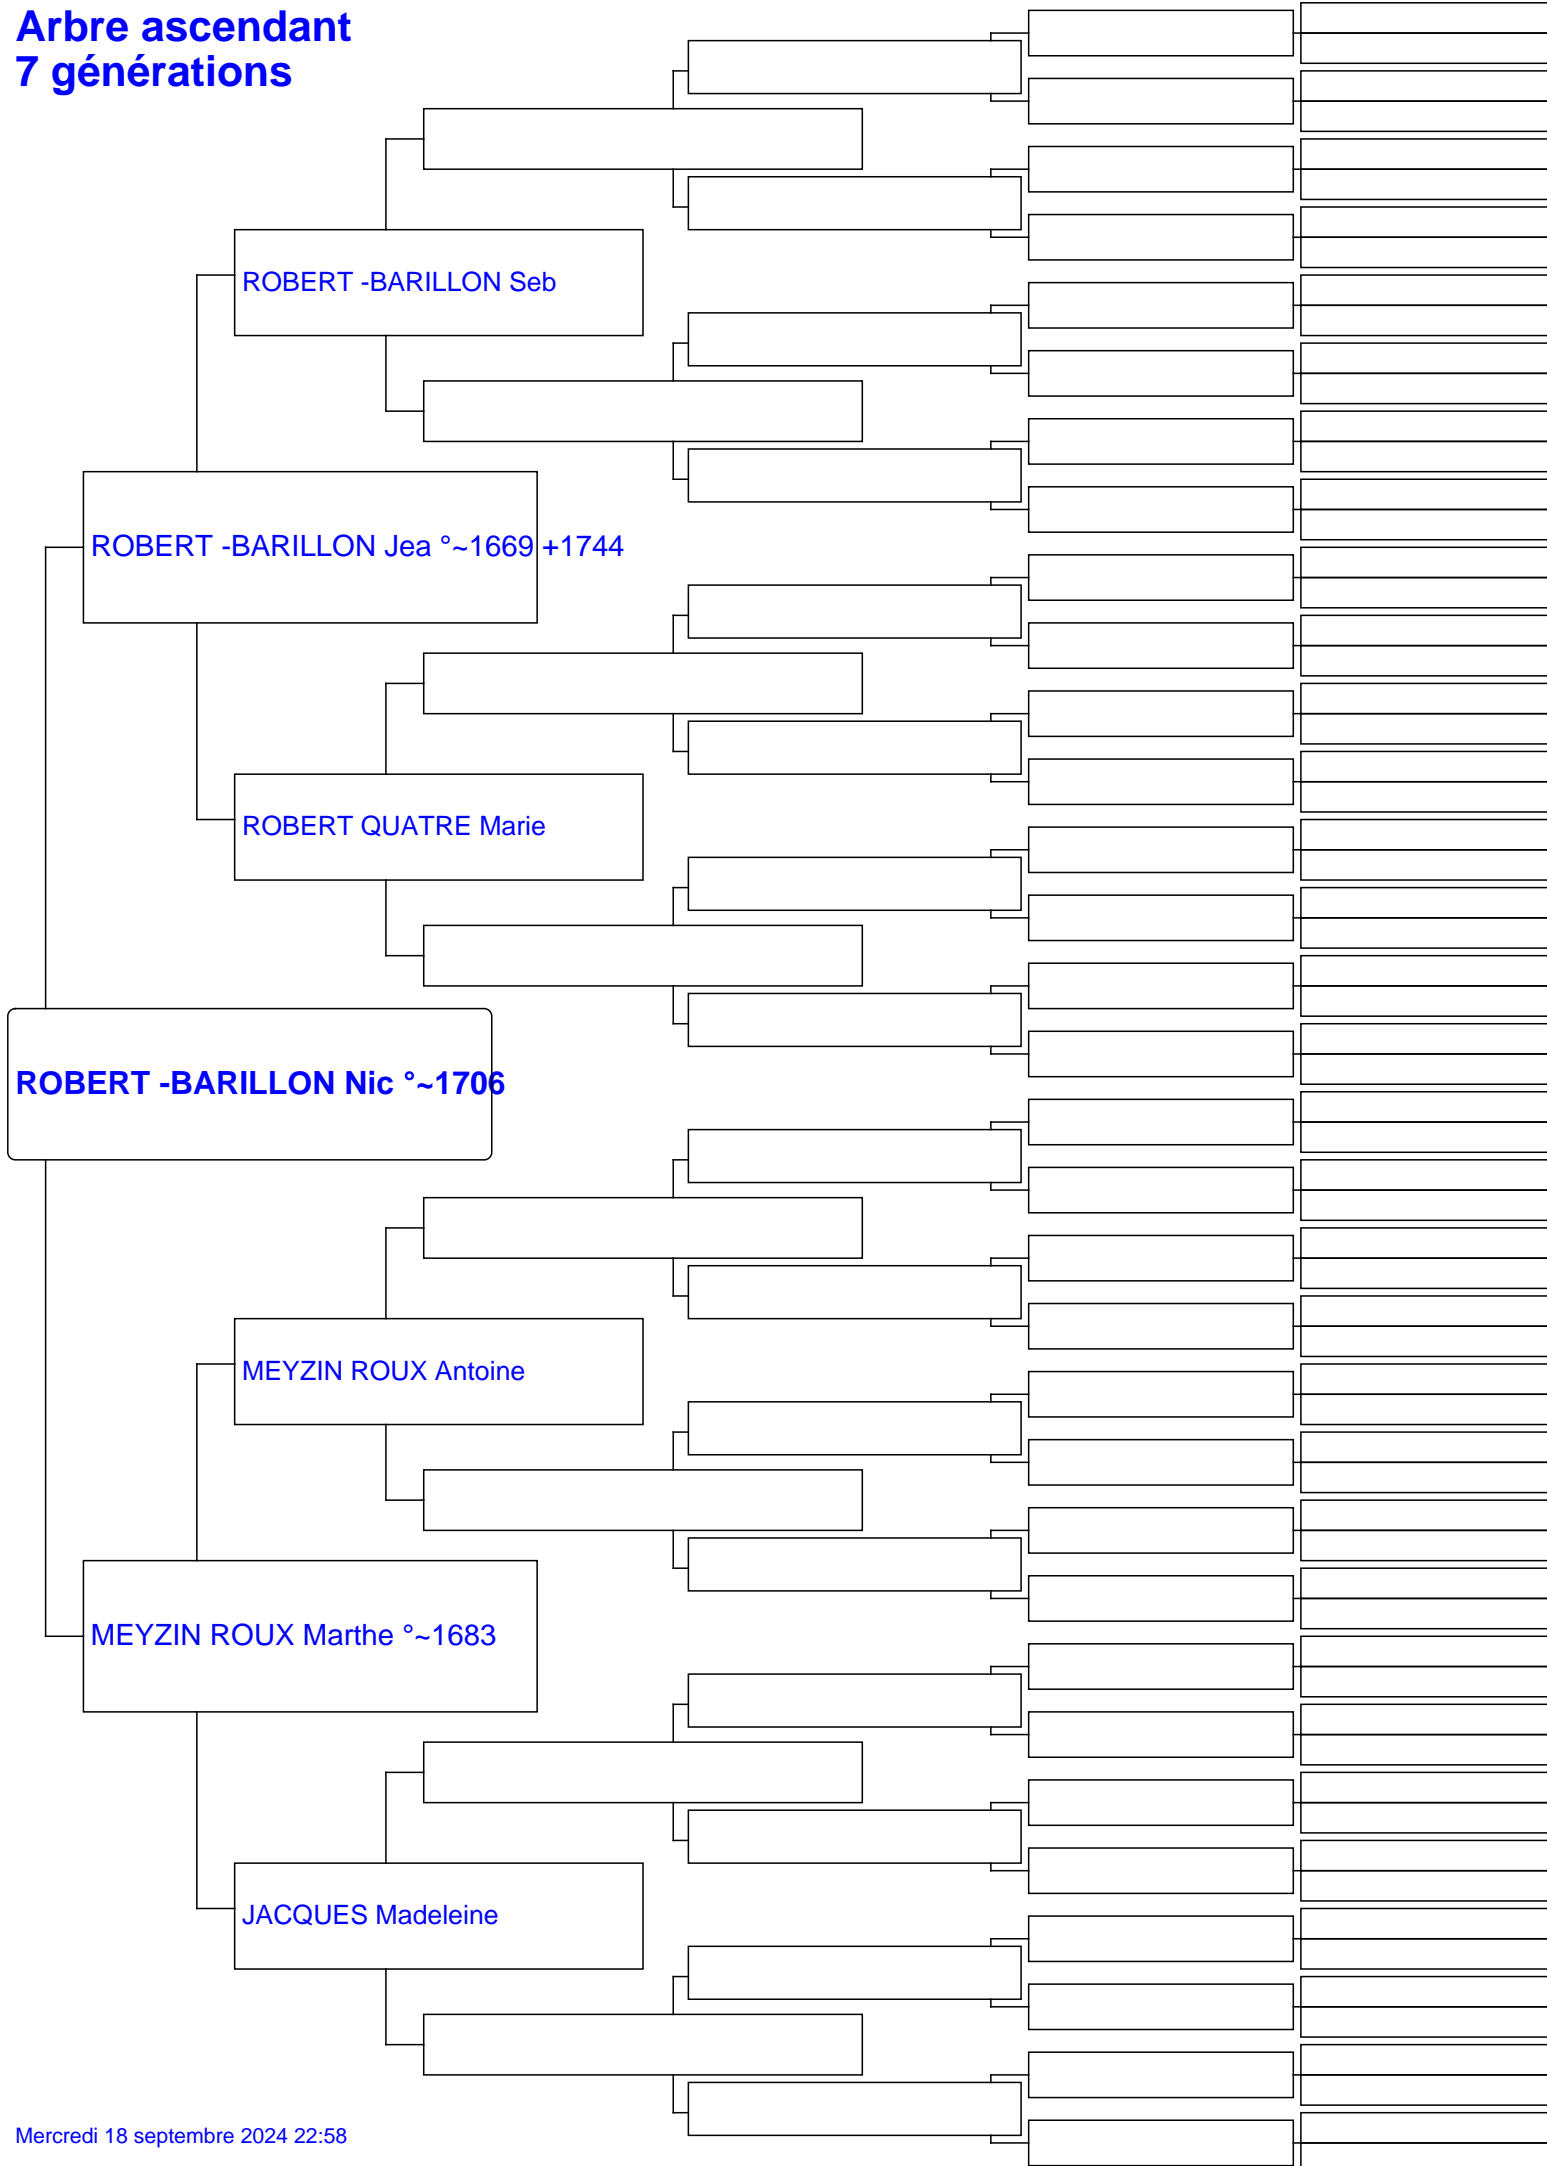 Arbre ascendant
7 générations
ROBERT -BARILLON Seb
ROBERT -BARILLON Jea °~1669 +1744
ROBERT QUATRE Marie
ROBERT -BARILLON Nic °~1706
MEYZIN ROUX Antoine
MEYZIN ROUX Marthe °~1683
JACQUES Madeleine
Mercredi 18 septembre 2024 22:58